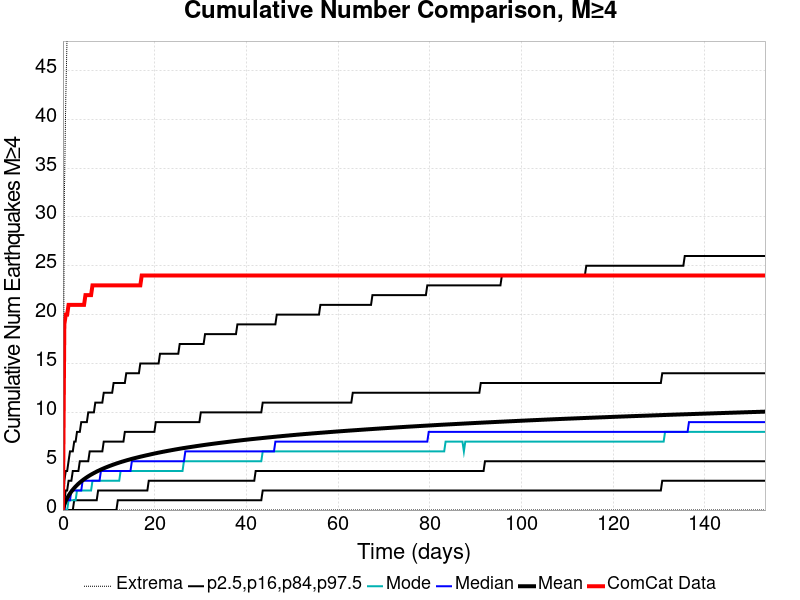 Cumulative Number Comparison, M≥4
Cumulative Num Earthquakes M≥4
45
40
35
30
25
20
15
10
5
0
0 20 40 60 80 100 120 140
Time (days)
Extrema p2.5,p16,p84,p97.5 Mode Median Mean ComCat Data